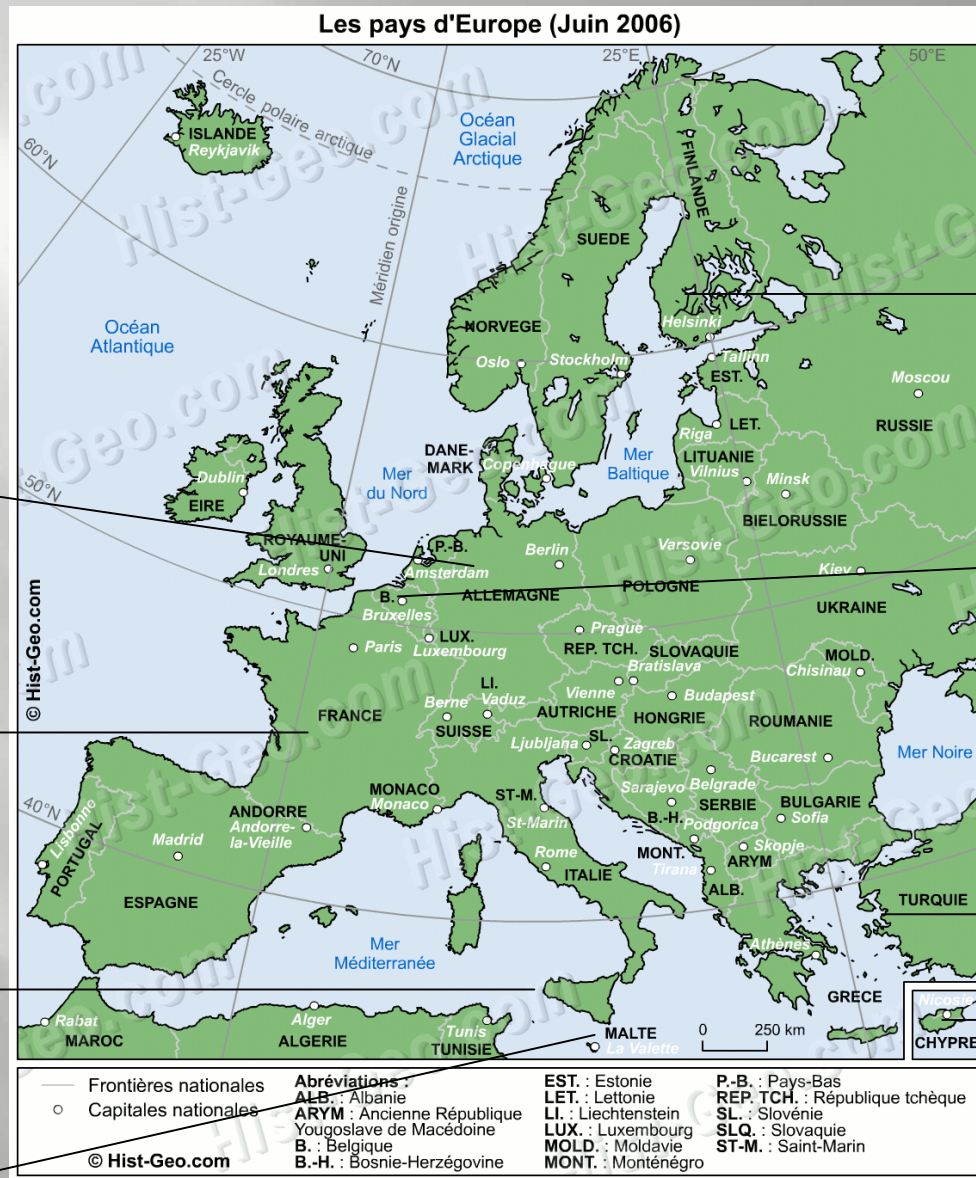 Les pays d'Europe (Juin 2006)
25°W
70°N
25°E
50°E
Cercle polaire arctique
60°N
ISLANDE
Reykjavik
Océan
Glacial
Arctique
FINLANDE
SUEDE
Méridien origine
Océan
Atlantique
NORVEGE
Helsinki
Oslo
Stockholm
Tallinn
EST.
Moscou
RUSSIE
LET.
Riga
DANE-
MARK
Copenhague
Mer
Baltique
LITUANIE
Vilnius
Minsk
Mer
du Nord
Dublin
EIRE
50°N
BIELORUSSIE
ROYAUME-
UNI
Londres
P.-B.
Amsterdam
Berlin
Varsovie
Kiev
B.
Bruxelles
ALLEMAGNE
POLOGNE
UKRAINE
© Hist-Geo.com
Paris
LUX.
Luxembourg
Prague
REP. TCH.
SLOVAQUIE
Bratislava
MOLD.
Chisinau
LI.
Vaduz
Berne
SUISSE
Vienne
AUTRICHE
Budapest
HONGRIE
ROUMANIE
FRANCE
Ljubljana
SL.
Zagreb
CROATIE
Bucarest
Mer Noire
40°N
MONACO
Monaco
ST-M.
St-Marin
Sarajevo
B.-H.
Belgrade
SERBIE
BULGARIE
Sofia
ANDORRE
Andorre-
la-Vieille
Lisbonne
PORTUGAL
Madrid
ESPAGNE
Rome
ITALIE
Podgorica
MONT.
Skopje
ARYM
Tirana
ALB.
TURQUIE
Mer
Méditerranée
Athènes
GRECE
Nicosie
CHYPRE
Rabat
MAROC
Alger
ALGERIE
Tunis
TUNISIE
MALTE
La Valette
0 250 km
Frontières nationales
Capitales nationales
© Hist-Geo.com
Abréviations :
ALB. : Albanie
ARYM : Ancienne République
Yougoslave de Macédoine
B. : Belgique
B.-H. : Bosnie-Herzégovine
EST. : Estonie
LET. : Lettonie
LI. : Liechtenstein
LUX. : Luxembourg
MOLD. : Moldavie
MONT. : Monténégro
P.-B. : Pays-Bas
REP. TCH. : République tchèque
SL. : Slovénie
SLQ. : Slovaquie
ST-M. : Saint-Marin
Hist-Geo.com